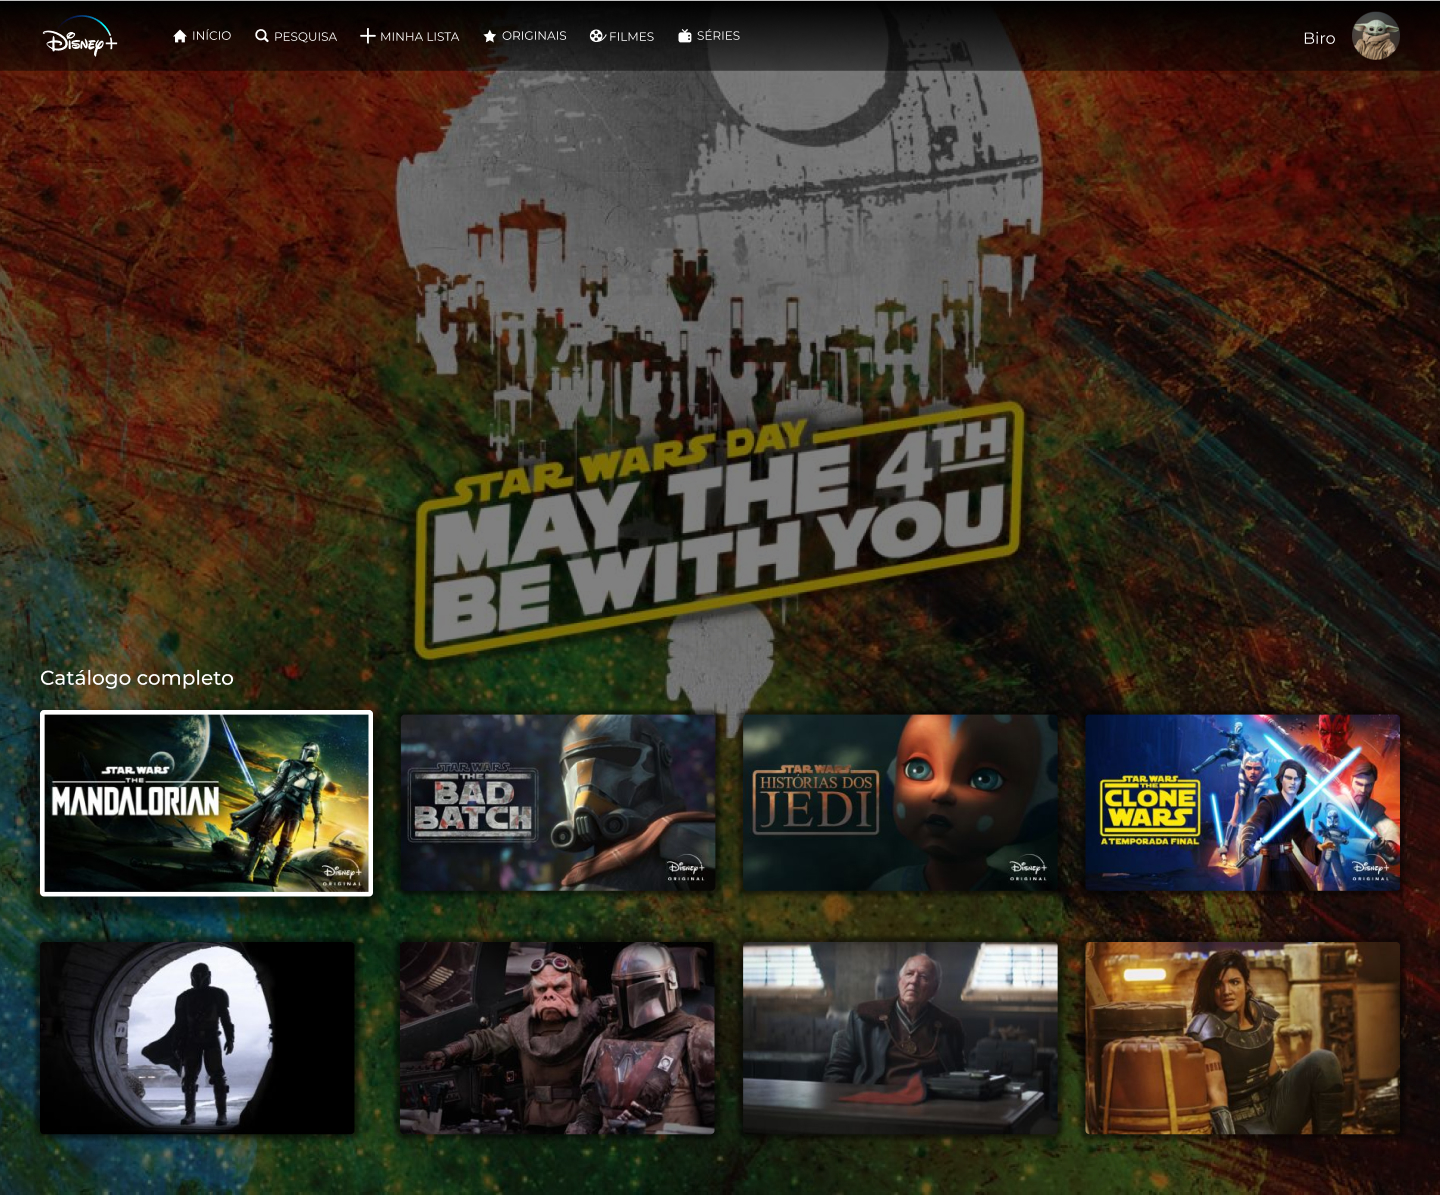 Disney+
INÍCIO
PESQUISA
MINHA LISTA
ORIGINAIS
FILMES
SÉRIES
Biro
STAR WARS DAY
MAY THE 4TH
BE WITH YOU
Catálogo completo
STAR WARS
THE
MANDALORIAN
Disney+
ORIGINAL
STAR WARS
THE
BAD
BATCH
Disney+
ORIGINAL
STAR WARS
HISTÓRIAS DOS
JEDI
Disney+
ORIGINAL
STAR WARS
THE
CLONE
WARS
A TEMPORADA FINAL
Disney+
ORIGINAL